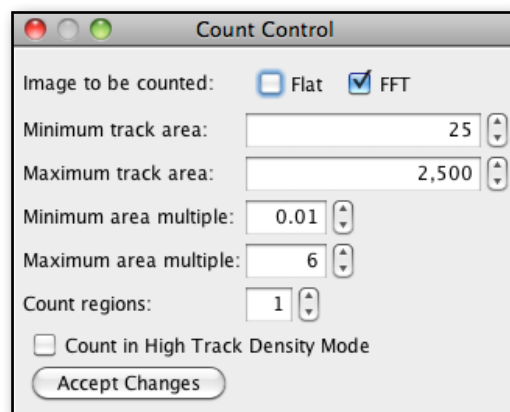 Count Control
Image to be counted: Flat FFT
Minimum track area: 25
Maximum track area: 2,500
Minimum area multiple: 0.01
Maximum area multiple: 6
Count regions: 1
Count in High Track Density Mode
Accept Changes